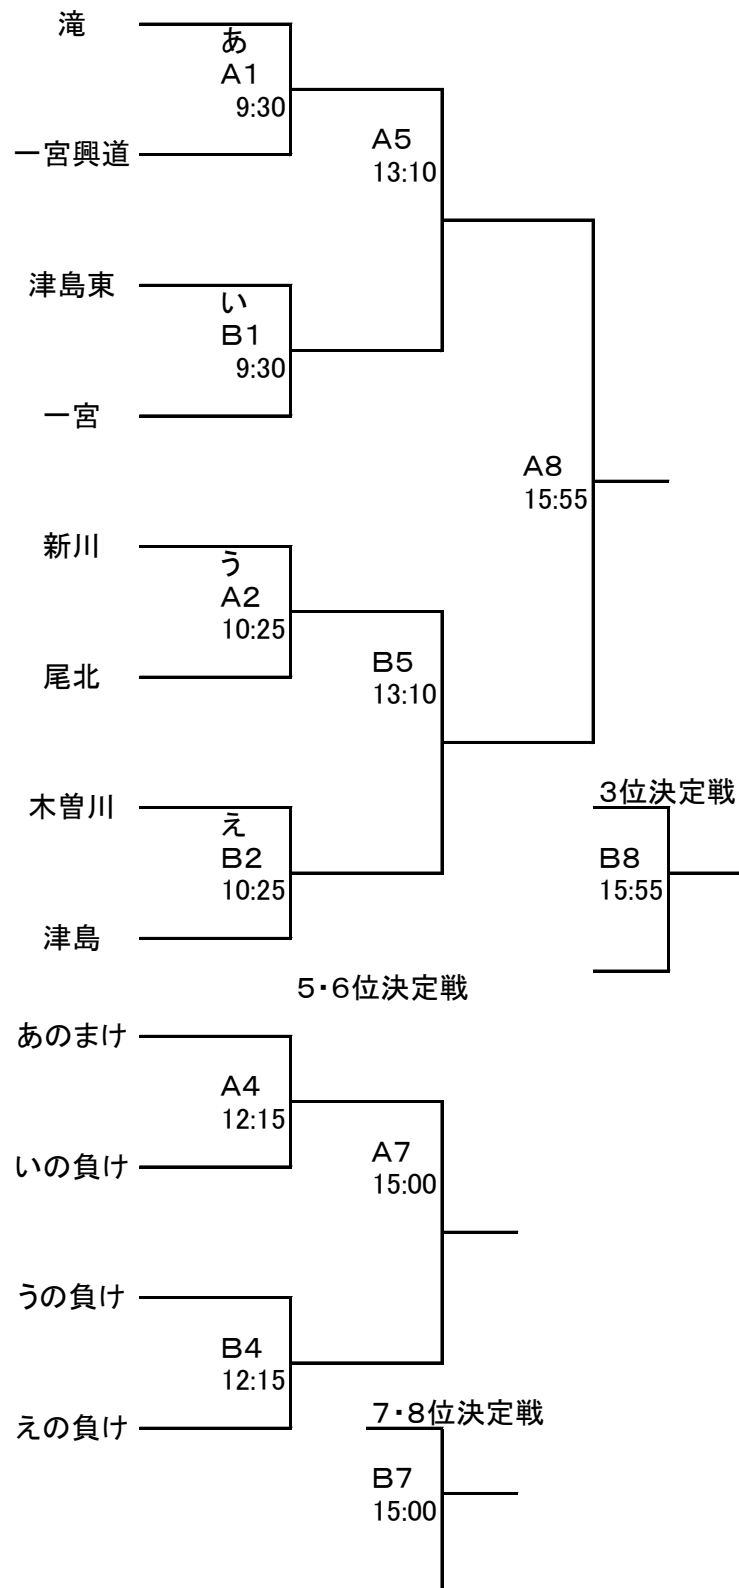 滝
あ
A1
9:30
一宮興道
A5
13:10
津島東
い
B1
9:30
一宮
A8
15:55
新川
う
A2
10:25
尾北
B5
13:10
木曽川
え
B2
10:25
津島
3位決定戦
B8
15:55
5・6位決定戦
あのまけ
A4
12:15
いの負け
A7
15:00
うの負け
B4
12:15
えの負け
7・8位決定戦
B7
15:00